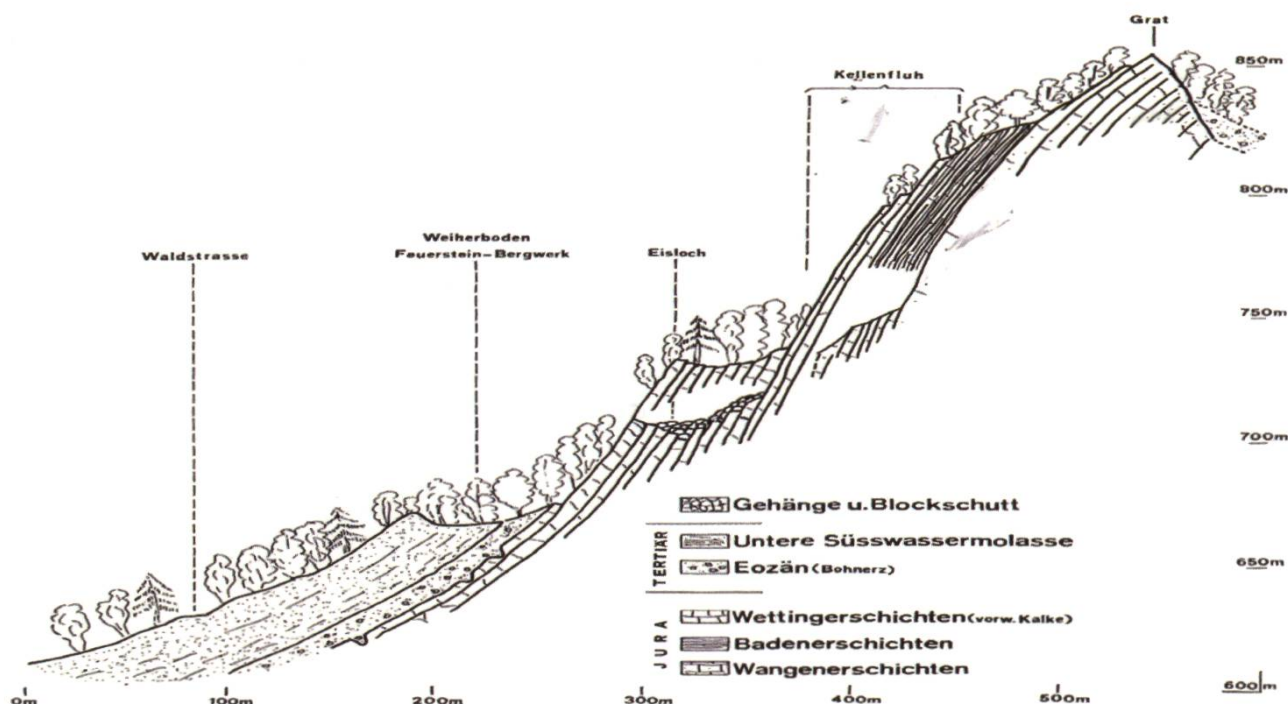 Grat
850m
Kellenfluh
800m
Weiherboden
Feuerstein-Bergwerk
Waldstrasse
Eisloch
750m
700m
Gehänge u. Blockschutt
TERTIÄR
Untere Süsswassermolasse
Eozän (Bohnerz)
650m
JURA
Wettingerschichten (vorw. Kalke)
Badenerschichten
Wangenerschichten
600m
0m 100m 200m 300m 400m 500m